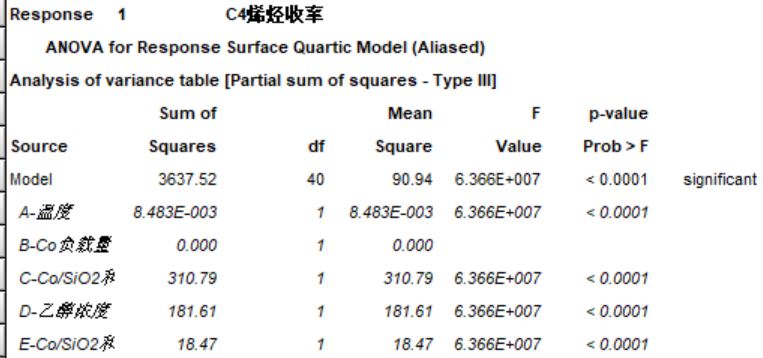 Response 1 C4烯烃收率
ANOVA for Response Surface Quartic Model (Aliased)
Analysis of variance table [Partial sum of squares - Type III]
Sum of Mean F p-value
Source Squares df Square Value Prob > F
Model 3637.52 40 90.94 6.366E+007 < 0.0001 significant
A-温度 8.483E-003 1 8.483E-003 6.366E+007 < 0.0001
B-Co负载量 0.000 1 0.000
C-Co/SiO2和 310.79 1 310.79 6.366E+007 < 0.0001
D-乙醇浓度 181.61 1 181.61 6.366E+007 < 0.0001
E-Co/SiO2和 18.47 1 18.47 6.366E+007 < 0.0001